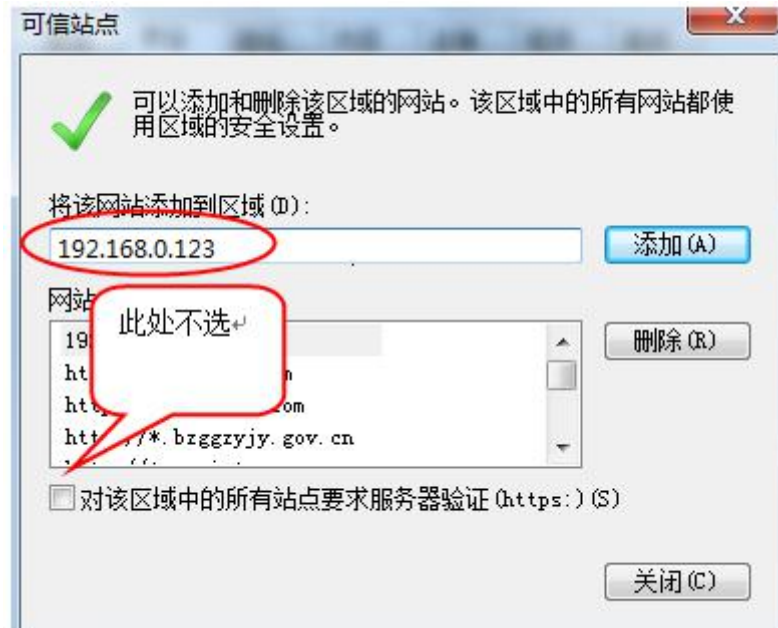 可信站点
可以添加和删除该区域的网站。该区域中的所有网站都使
用区域的安全设置。
将该网站添加到区域(D):
192.168.0.123
添加(A)
网站
此处不选
删除(R)
http://*.bzggzyjy.gov.cn
对该区域中的所有站点要求服务器验证(https:)(S)
关闭(C)